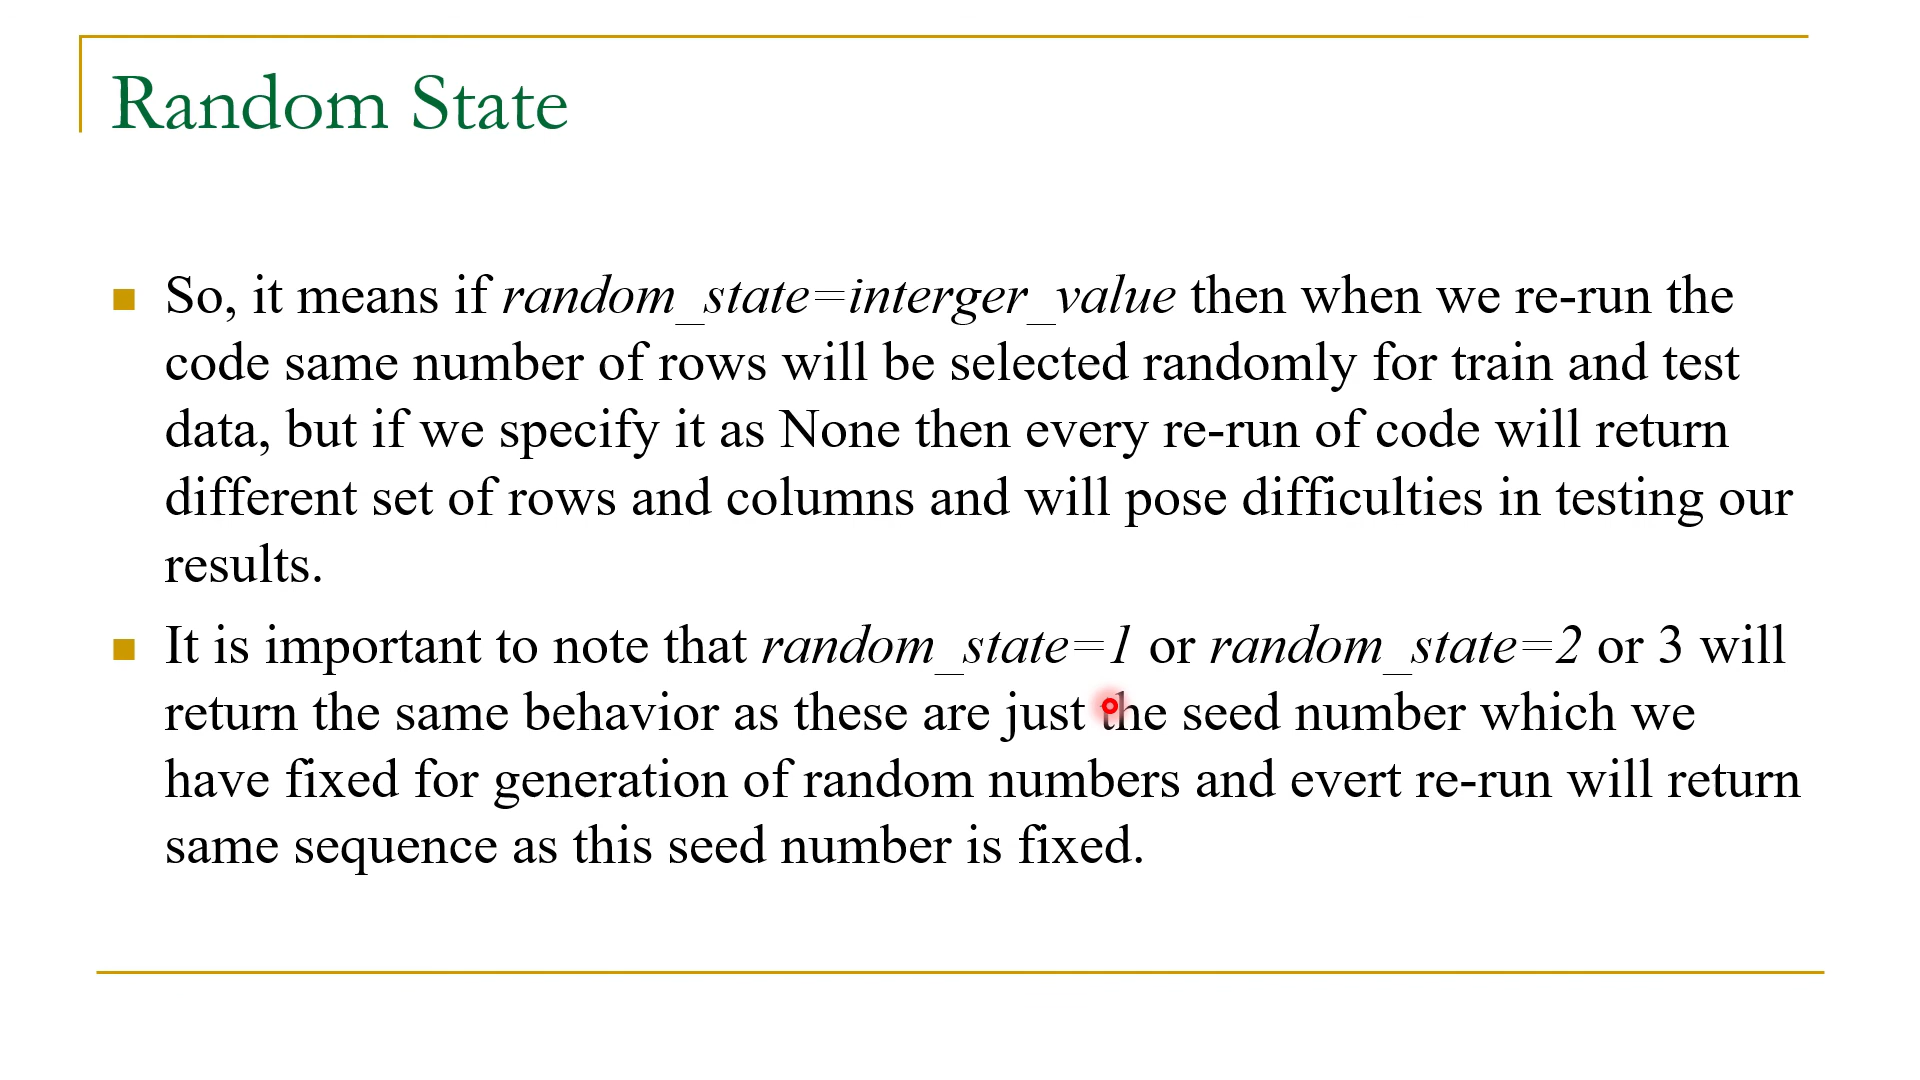 Random State
So, it means if random_state=interger_value then when we re-run the
code same number of rows will be selected randomly for train and test
data, but if we specify it as None then every re-run of code will return
different set of rows and columns and will pose difficulties in testing our
results.
It is important to note that random_state=1 or random_state=2 or 3 will
return the same behavior as these are just the seed number which we
have fixed for generation of random numbers and evert re-run will return
same sequence as this seed number is fixed.